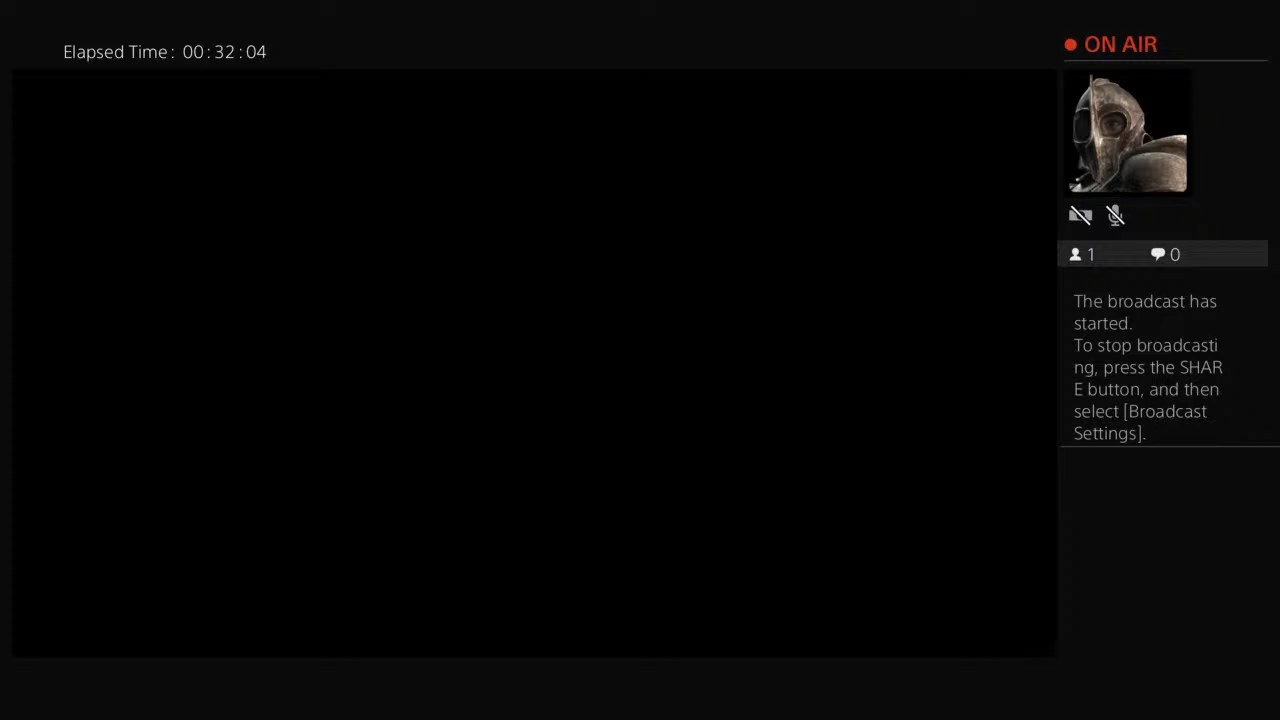 Elapsed Time: 00:32:04
ON AIR
1 0
The broadcast has
started.
To stop broadcasti
ng, press the SHAR
E button, and then
select [Broadcast
Settings].